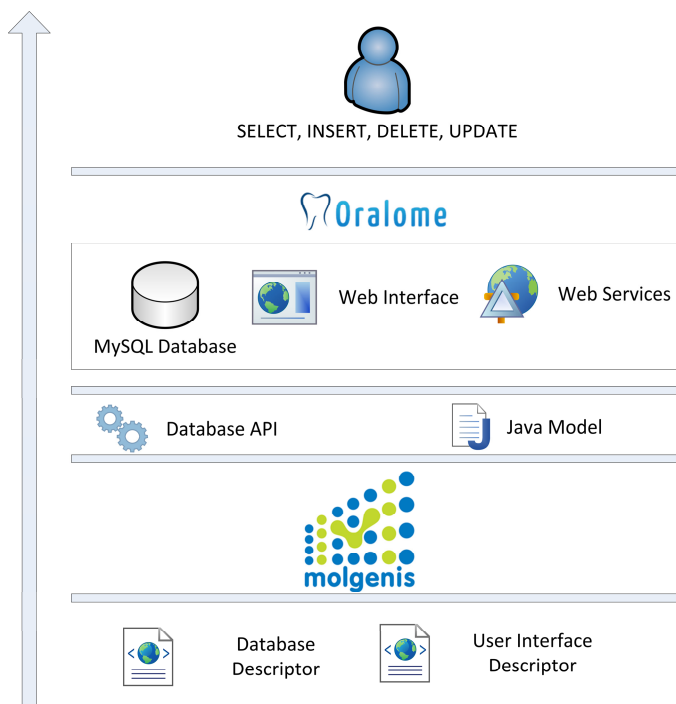 SELECT, INSERT, DELETE, UPDATE
Oralome
Web Interface
Web Services
MySQL Database
Database API
Java Model
molgenis
Database
Descriptor
User Interface
Descriptor